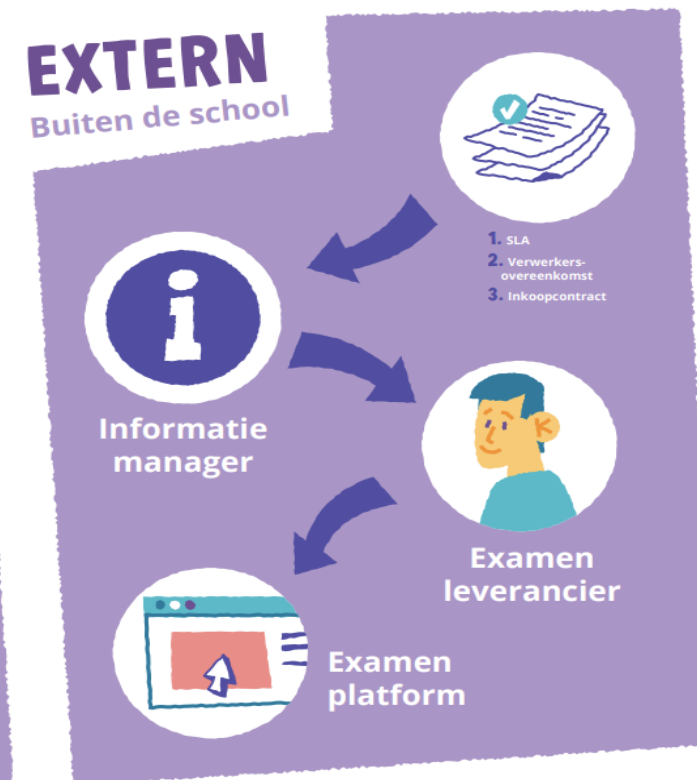 EXTERN
Buiten de school
1. SLA
2. Verwerkers-
overeenkomst
3. Inkoopcontract
i
Informatie
manager
Examen
leverancier
Examen
platform